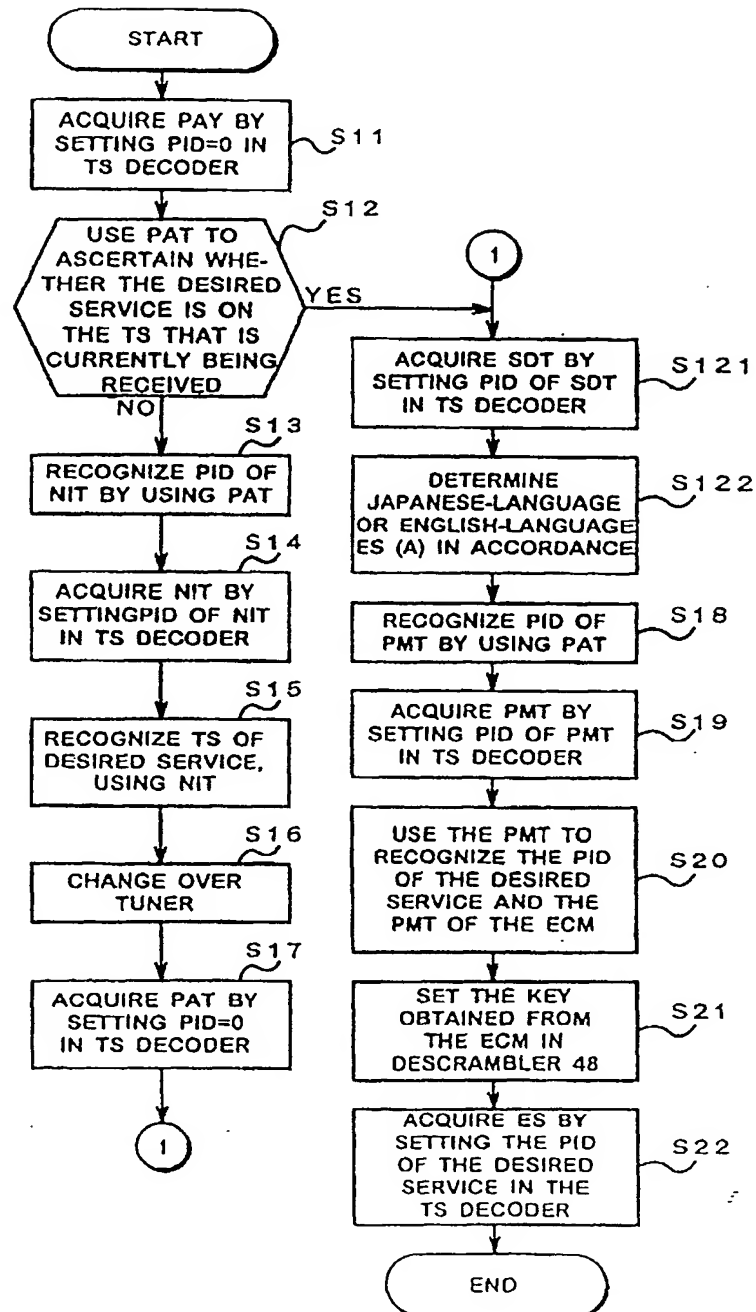 START
ACQUIRE PAY BY
SETTING PID=0 IN
TS DECODER
S11
USE PAT TO
ASCERTAIN WHE-
THER THE DESIRED
SERVICE IS ON
THE TS THAT IS
CURRENTLY BEING
RECEIVED
S12
YES
NO
RECOGNIZE PID OF
NIT BY USING PAT
S13
ACQUIRE NIT BY
SETTINGPID OF NIT
IN TS DECODER
S14
RECOGNIZE TS OF
DESIRED SERVICE,
USING NIT
S15
CHANGE OVER
TUNER
S16
ACQUIRE PAT BY
SETTING PID=0
IN TS DECODER
S17
1
1
ACQUIRE SDT BY
SETTING PID OF SDT
IN TS DECODER
S121
DETERMINE
JAPANESE-LANGUAGE
OR ENGLISH-LANGUAGE
ES (A) IN ACCORDANCE
S122
RECOGNIZE PID OF
PMT BY USING PAT
S18
ACQUIRE PMT BY
SETTING PID OF PMT
IN TS DECODER
S19
USE THE PMT TO
RECOGNIZE THE PID
OF THE DESIRED
SERVICE AND THE
PMT OF THE ECM
S20
SET THE KEY
OBTAINED FROM
THE ECM IN
DESCRAMBLER 48
S21
ACQUIRE ES BY
SETTING THE PID
OF THE DESIRED
SERVICE IN THE
TS DECODER
S22
END